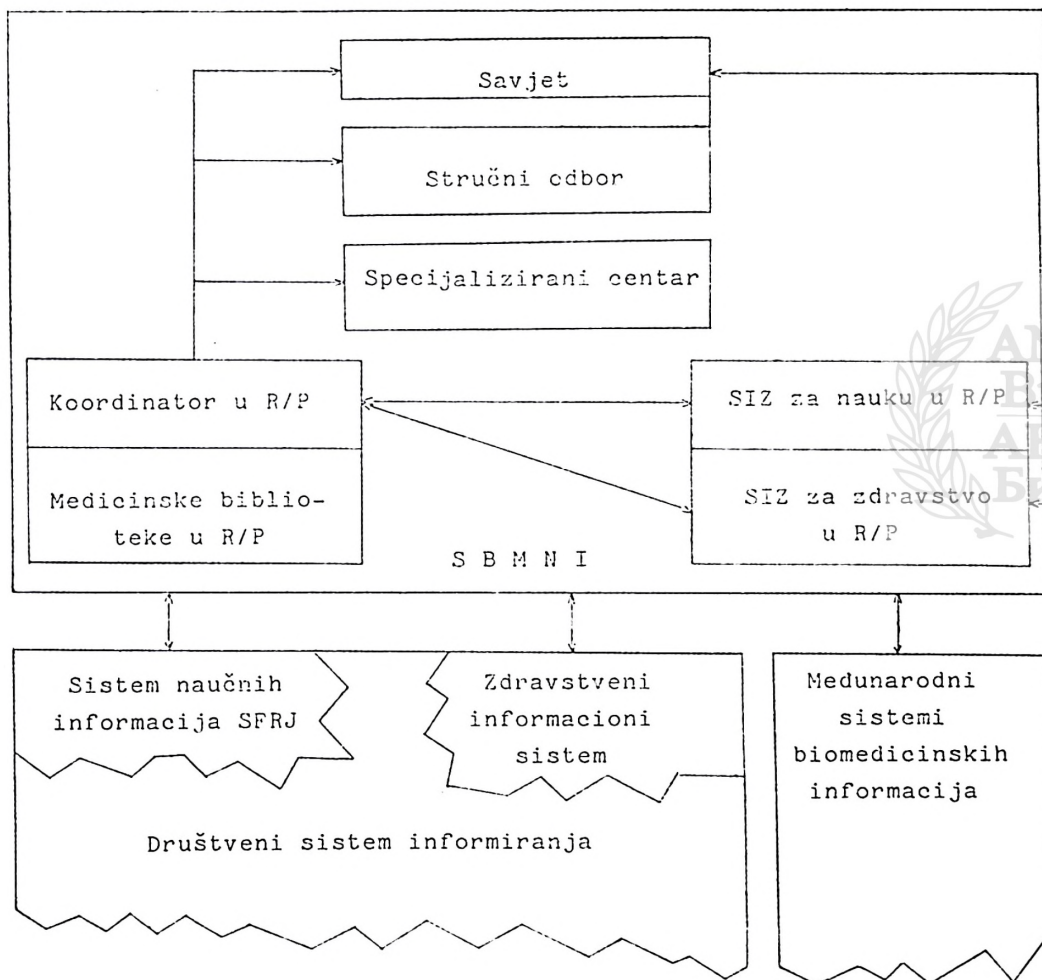 Savjet
Stručni odbor
Specijalizirani centar
Koordinator u R/P
SIZ za nauku u R/P
Medicinske biblio-
teke u R/P
SIZ za zdravstvo
u R/P
S B M N I
Sistem naučnih
informacija SFRJ
Zdravstveni
informacioni
sistem
Međunarodni
sistemi
biomedicinskih
informacija
Društveni sistem informiranja